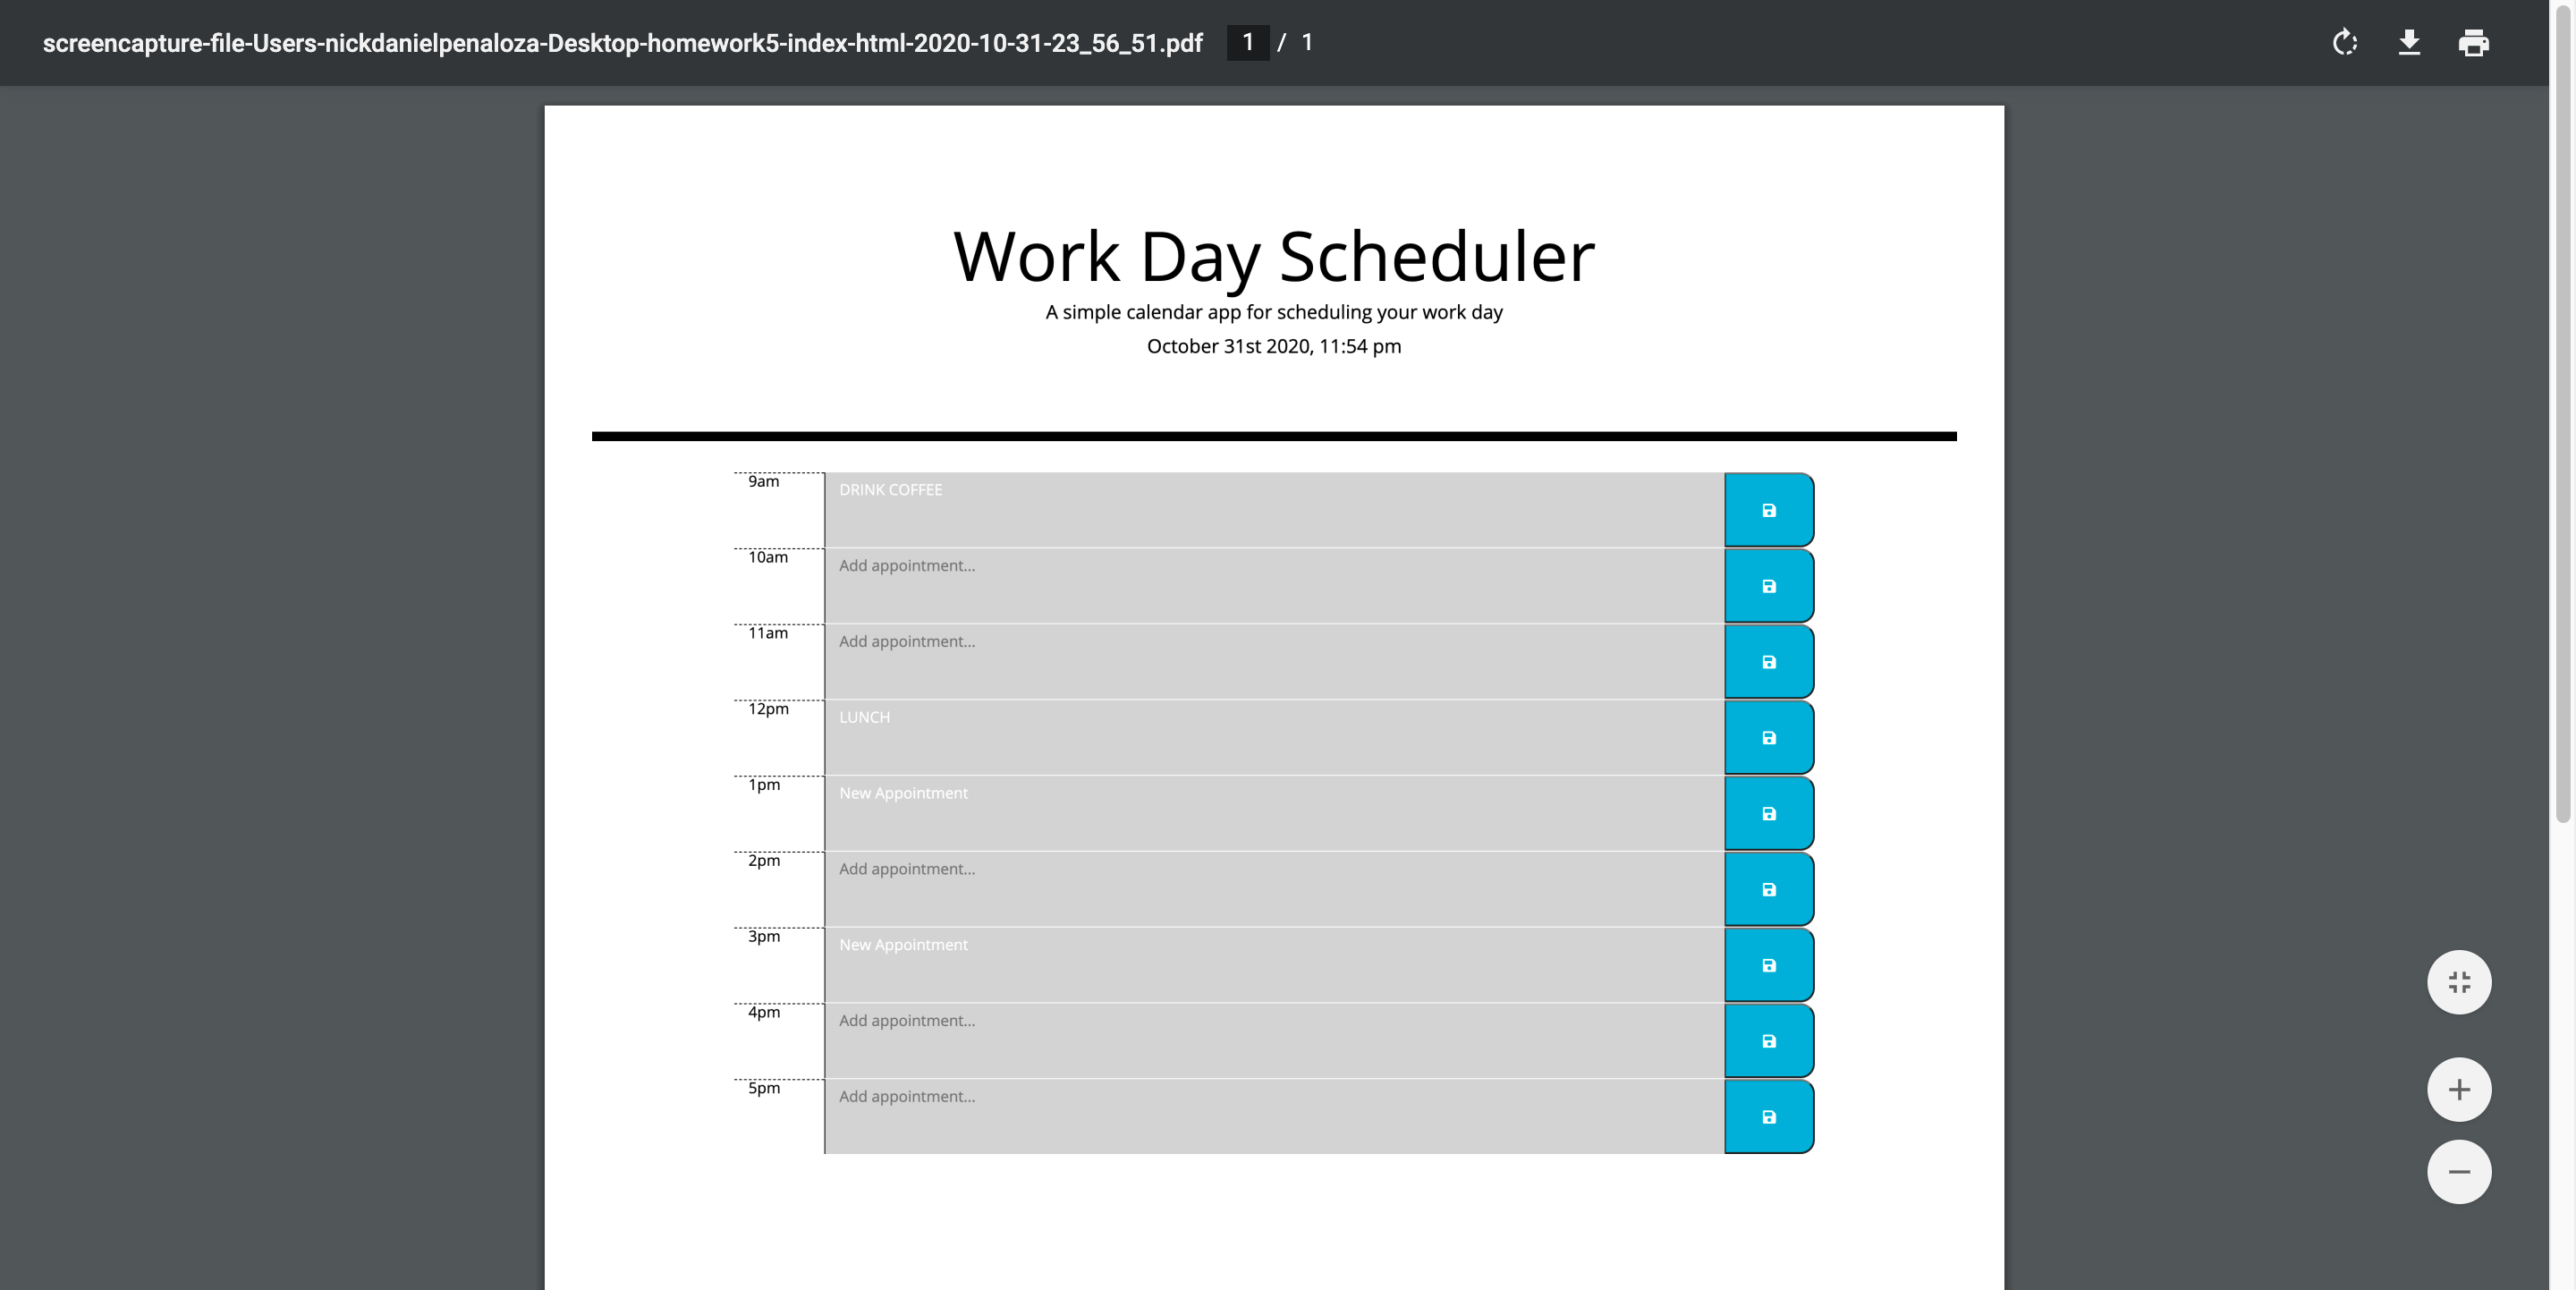 screencapture-file-Users-nickdanielpenaloza-Desktop-homework5-index-html-2020-10-31-23_56_51.pdf 1 / 1
Work Day Scheduler
A simple calendar app for scheduling your work day
October 31st 2020, 11:54 pm
9am DRINK COFFEE
10am Add appointment...
11am Add appointment...
12pm LUNCH
1pm New Appointment
2pm Add appointment...
3pm New Appointment
4pm Add appointment...
5pm Add appointment...